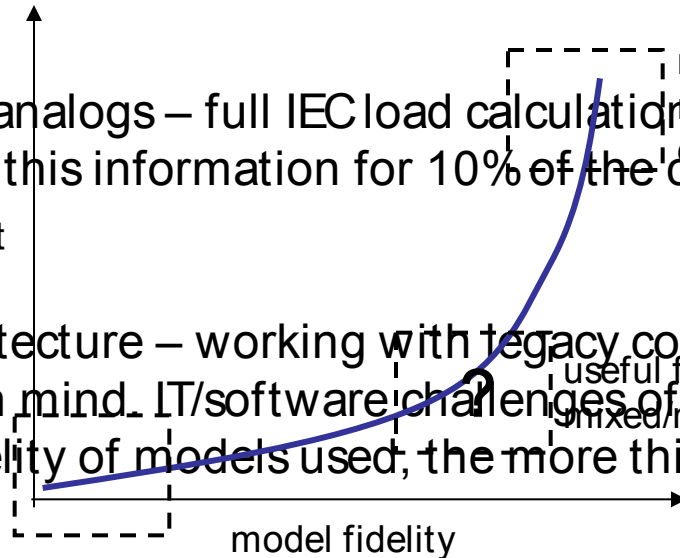 analogs – full IEC load calculation
this information for 10% of the
t
tecture – working with legacy co
useful f
mind. IT/software challenges of
mixed/
elity of models used, the more thi
?
model fidelity